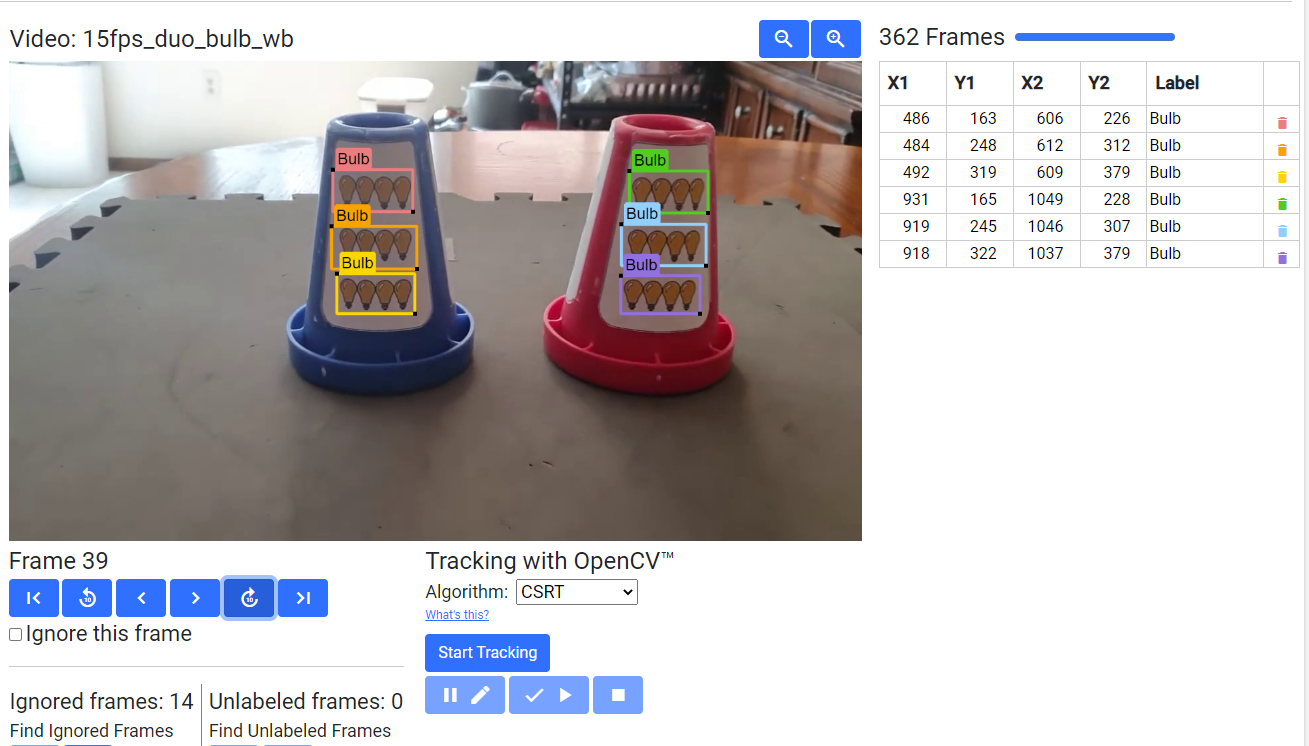 Video: 15fps_duo_bulb_wb
362 Frames
X1 Y1 X2 Y2 Label
486 163 606 226 Bulb
484 248 612 312 Bulb
492 319 609 379 Bulb
931 165 1049 228 Bulb
919 245 1046 307 Bulb
918 322 1037 379 Bulb
Bulb
Bulb
Bulb
Bulb
Bulb
Bulb
Frame 39
10
10
Ignore this frame
Ignored frames: 14
Find Ignored Frames
Unlabeled frames: 0
Find Unlabeled Frames
Tracking with OpenCV™
Algorithm: CSRT
What's this?
Start Tracking